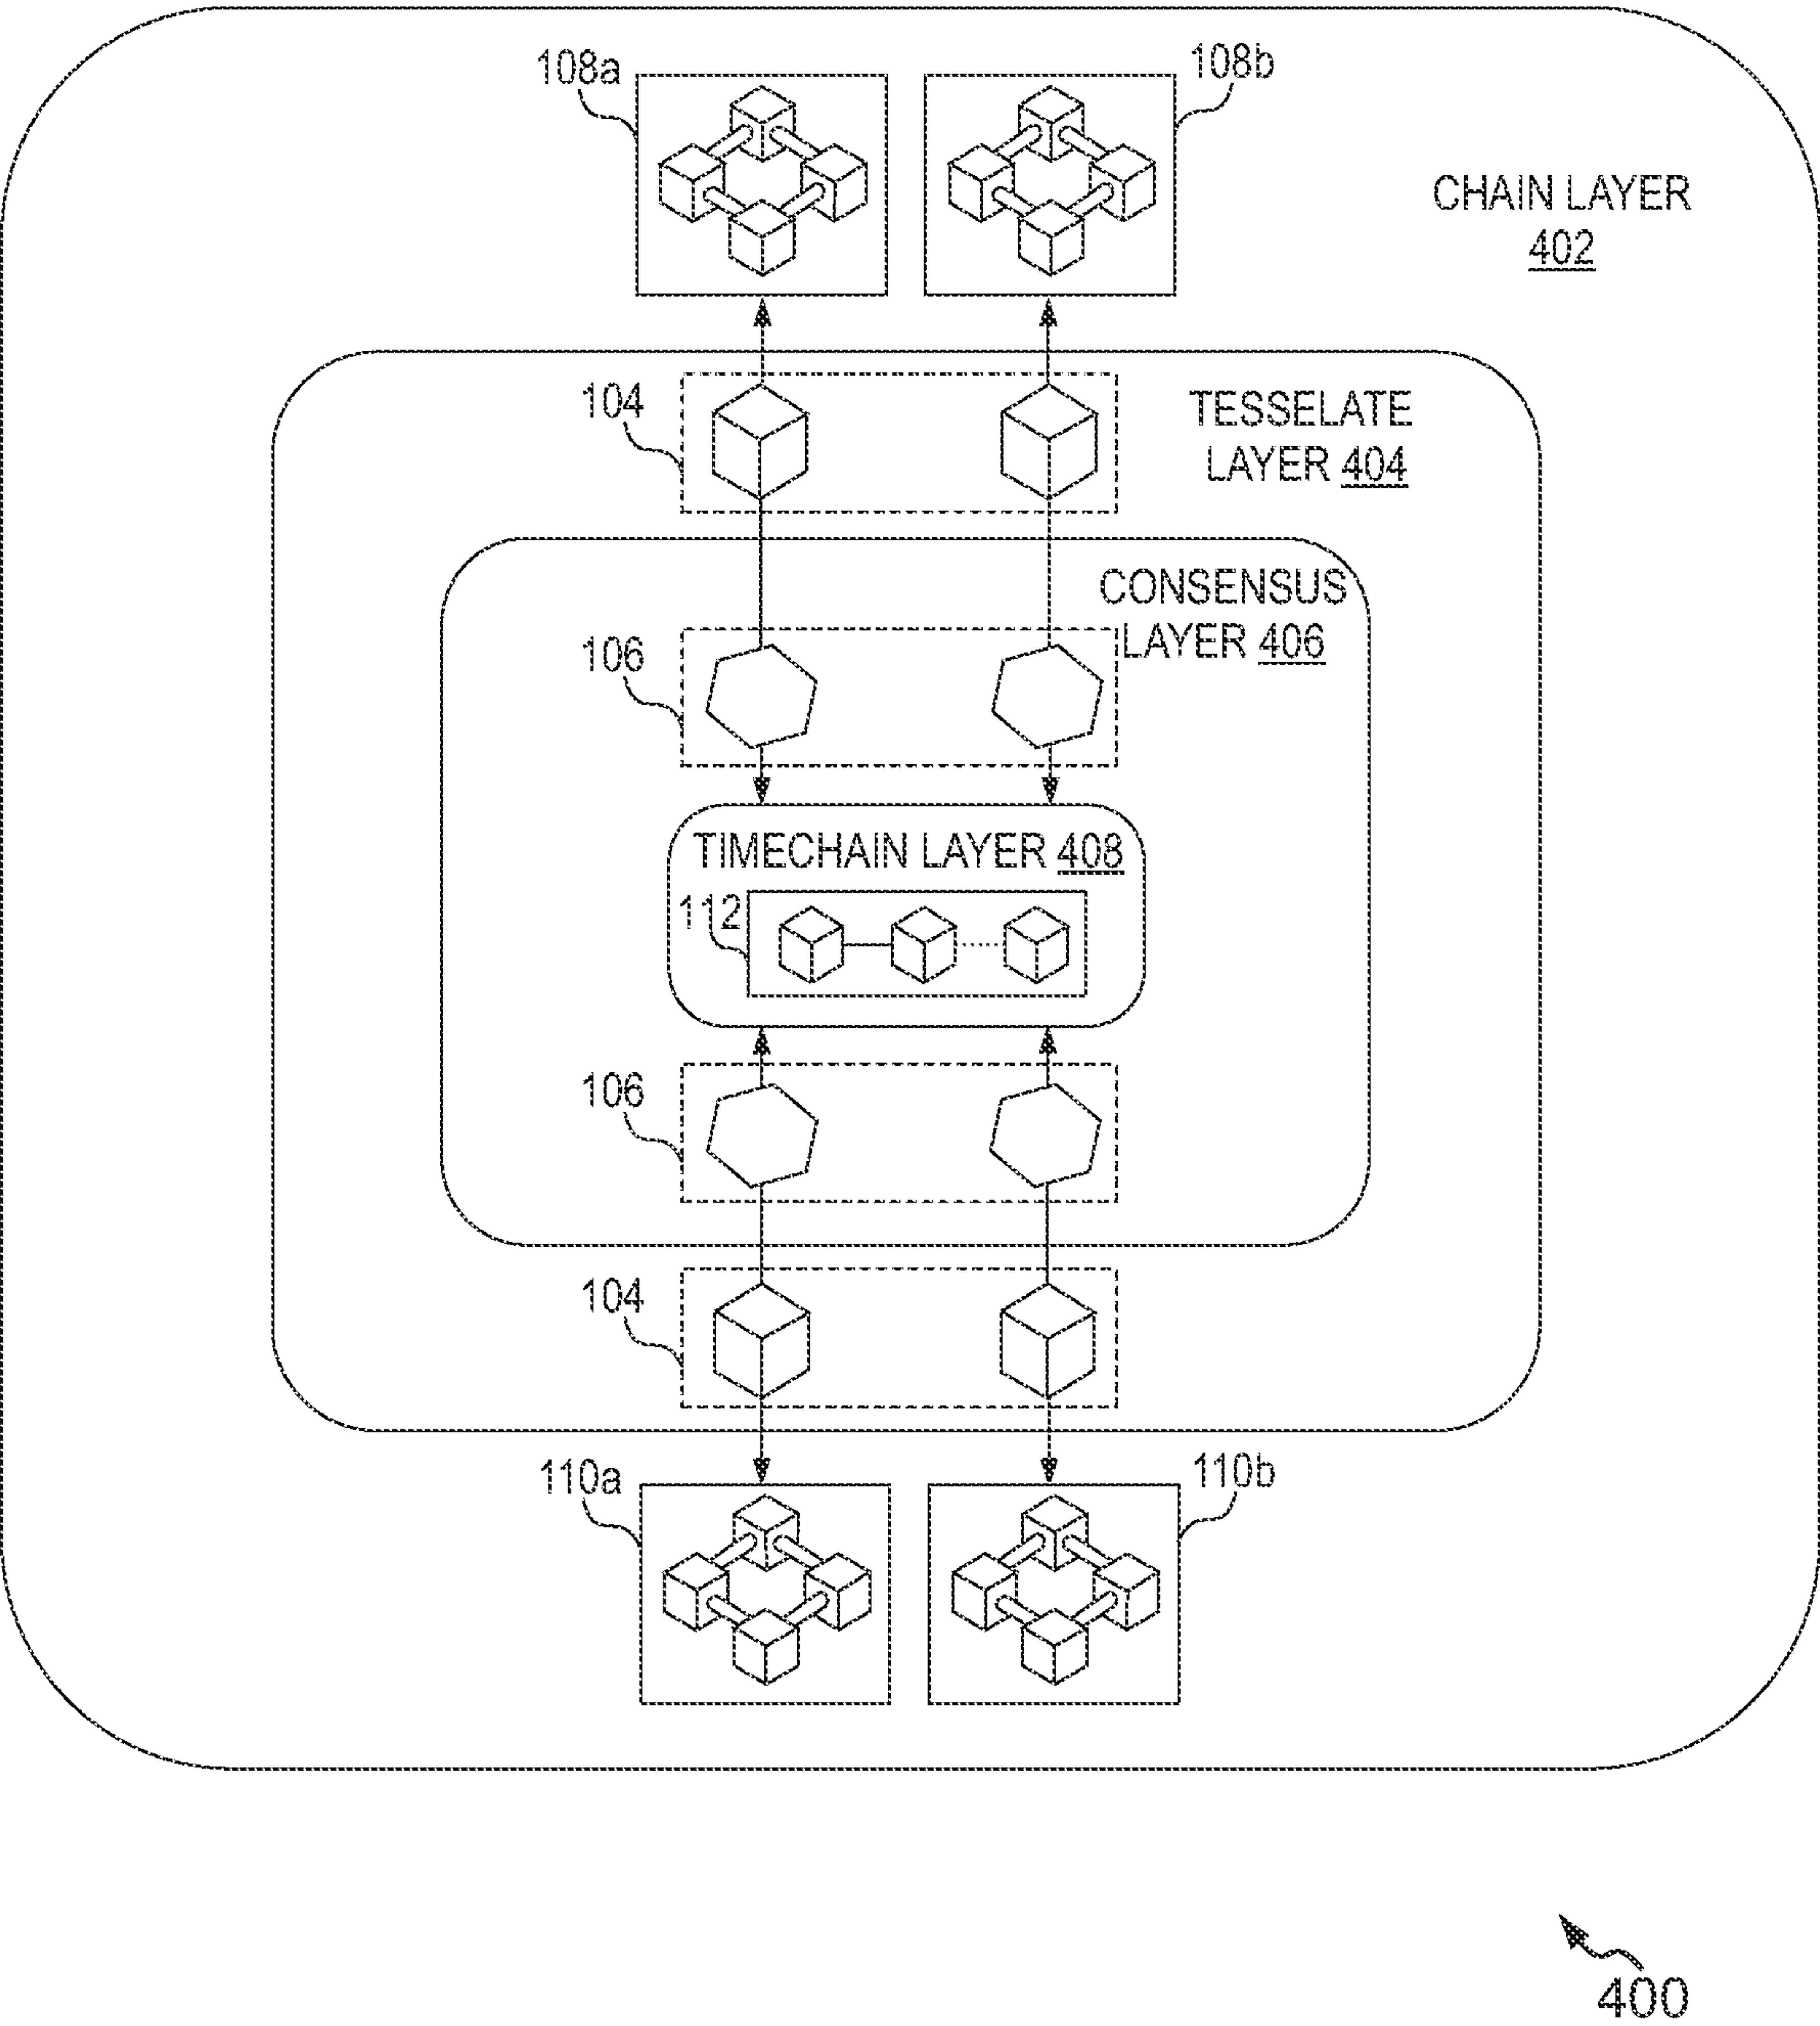 108a
108b
CHAIN LAYER
402
104
TESSELATE
LAYER 404
CONSENSUS
LAYER 406
106
TIMECHAIN LAYER 408
112
106
104
110a
110b
400